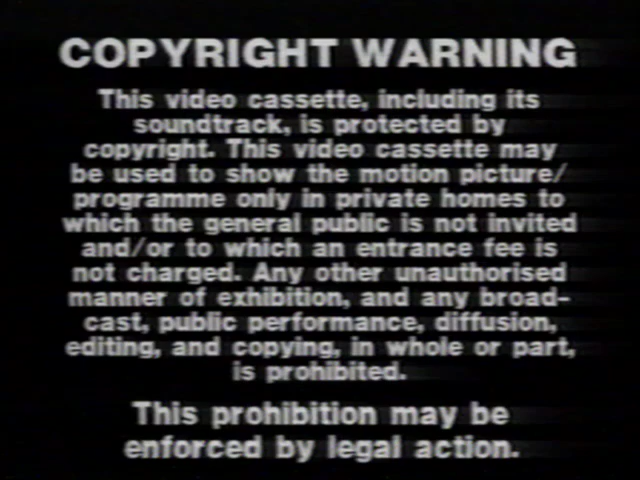 COPYRIGHT WARNING
This video cassette, including its
soundtrack, is protected by
copyright. This video cassette may
be used to show the motion picture/
programme only in private homes to
which the general public is not invited
and/or to which an entrance fee is
not charged. Any other unauthorised
manner of exhibition, and any broad-
cast, public performance, diffusion,
editing, and copying, in whole or part,
is prohibited.
This prohibition may be
enforced by legal action.